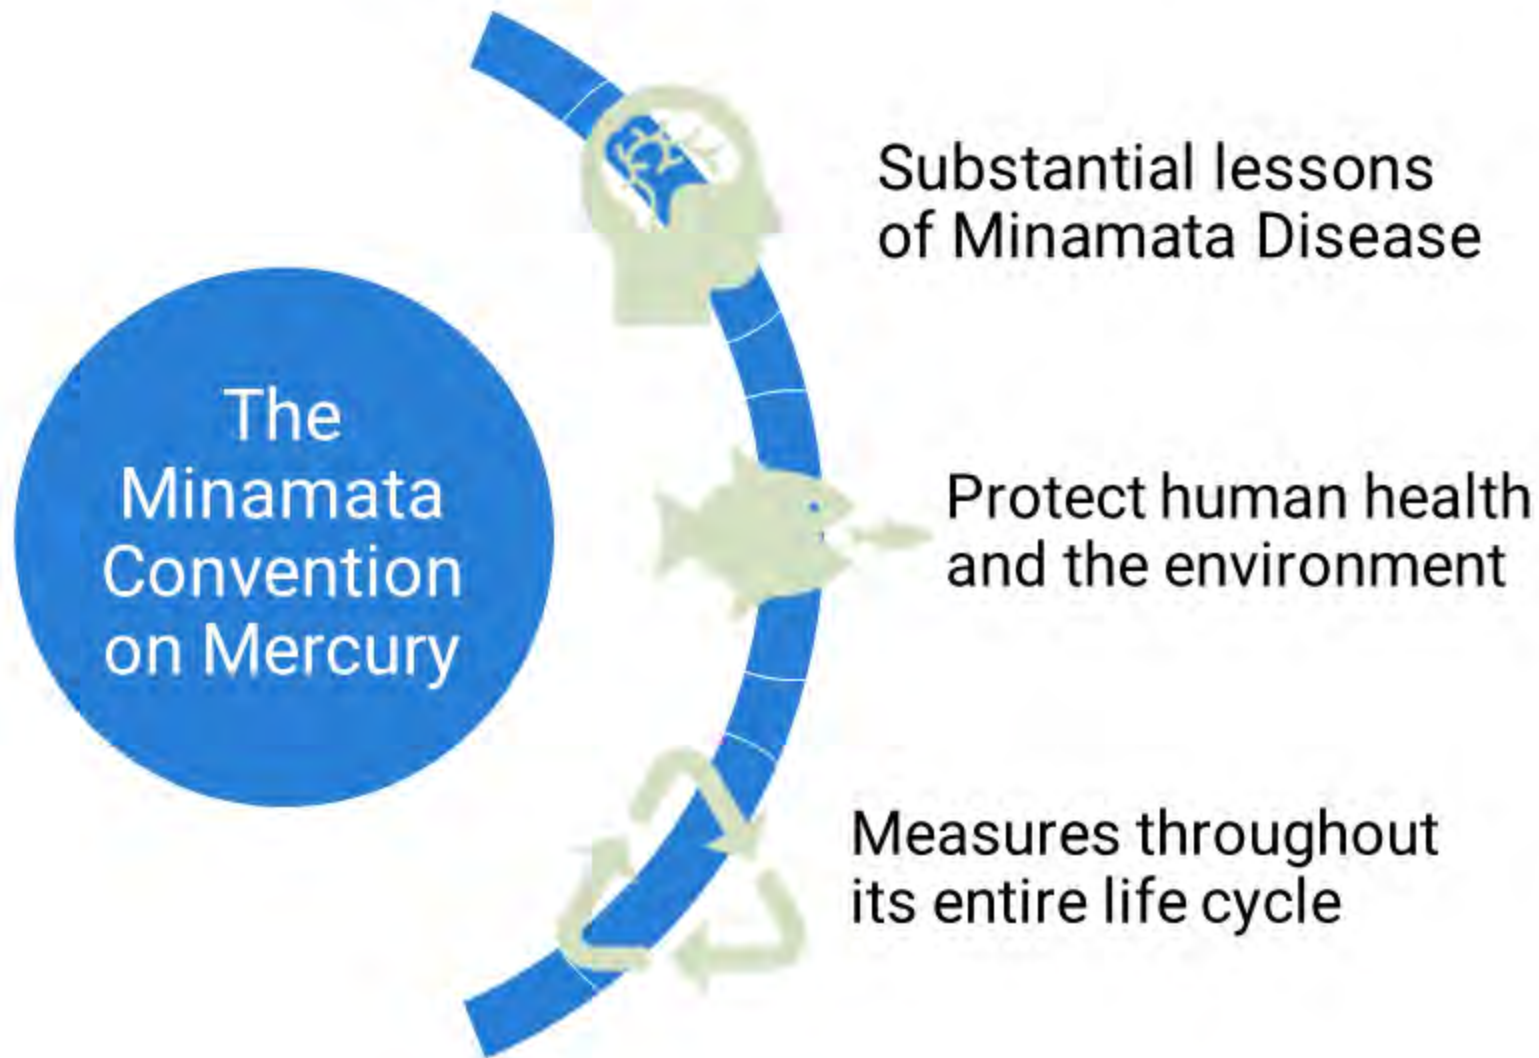 The
Minamata
Convention
on Mercury
Substantial lessons
of Minamata Disease
Protect human health
and the environment
Measures throughout
its entire life cycle